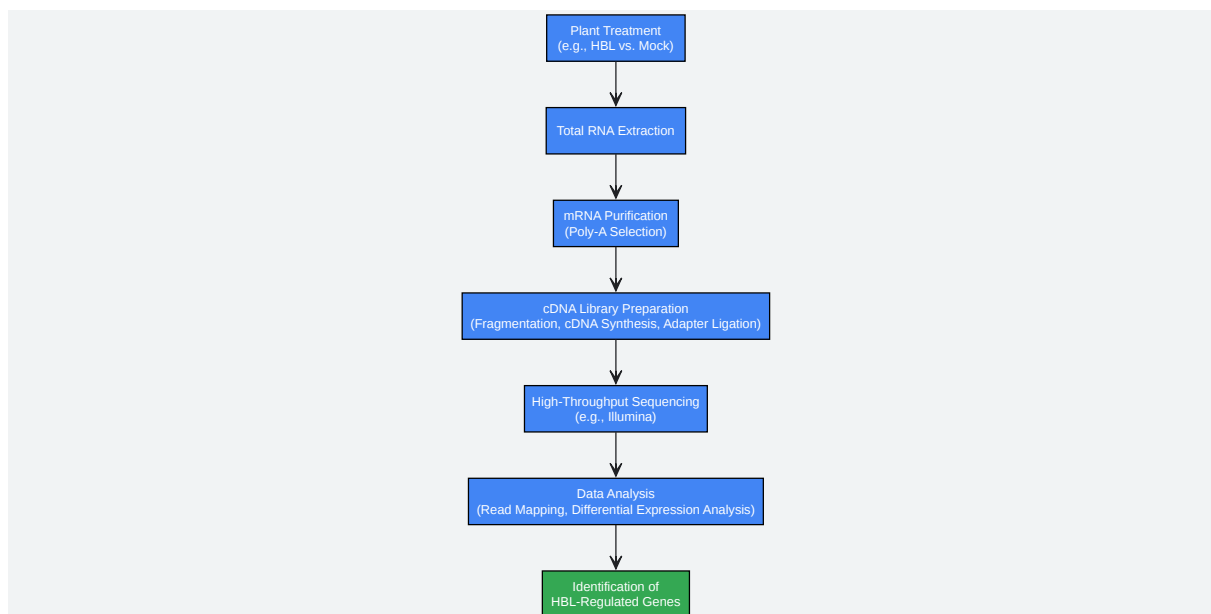 Plant Treatment
(e.g., HBL vs. Mock)
Total RNA Extraction
mRNA Purification
(Poly-A Selection)
cDNA Library Preparation
(Fragmentation, cDNA Synthesis, Adapter Ligation)
High-Throughput Sequencing
(e.g., Illumina)
Data Analysis
(Read Mapping, Differential Expression Analysis)
Identification of
HBL-Regulated Genes